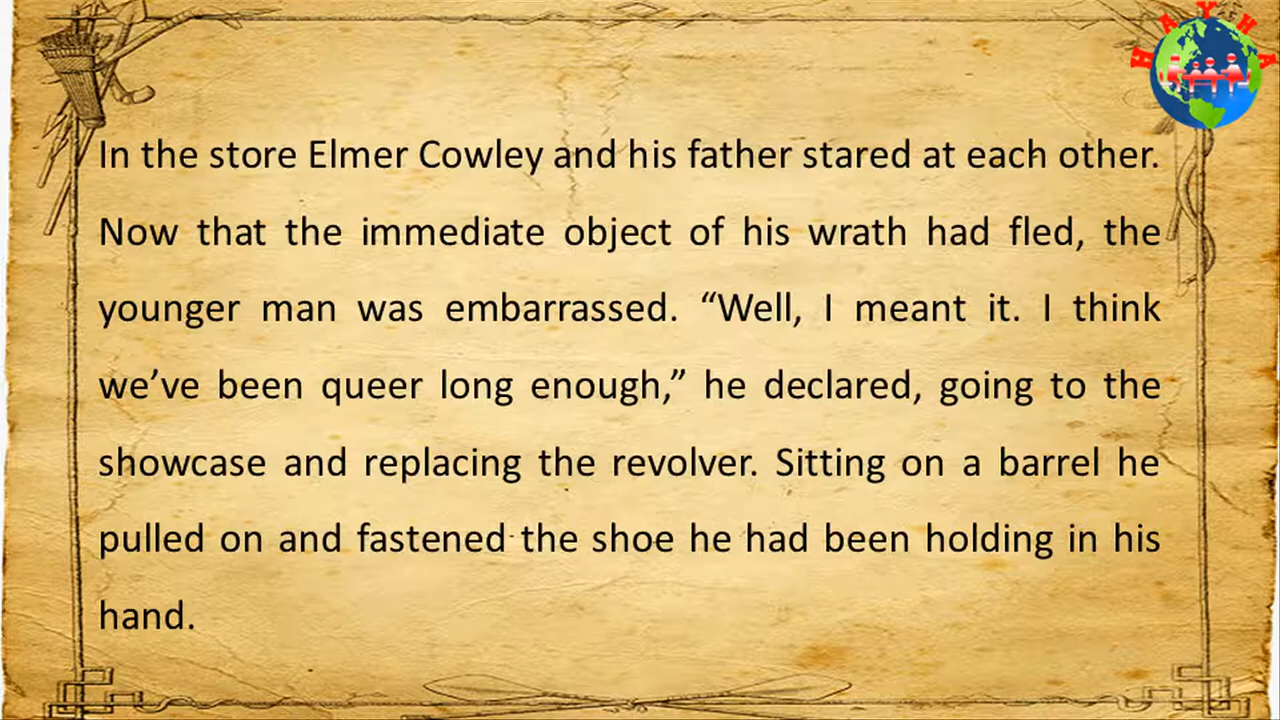 HAYHA
In the store Elmer Cowley and his father stared at each other.
Now that the immediate object of his wrath had fled, the
younger man was embarrassed. “Well, I meant it. I think
we’ve been queer long enough,” he declared, going to the
showcase and replacing the revolver. Sitting on a barrel he
pulled on and fastened the shoe he had been holding in his
hand.